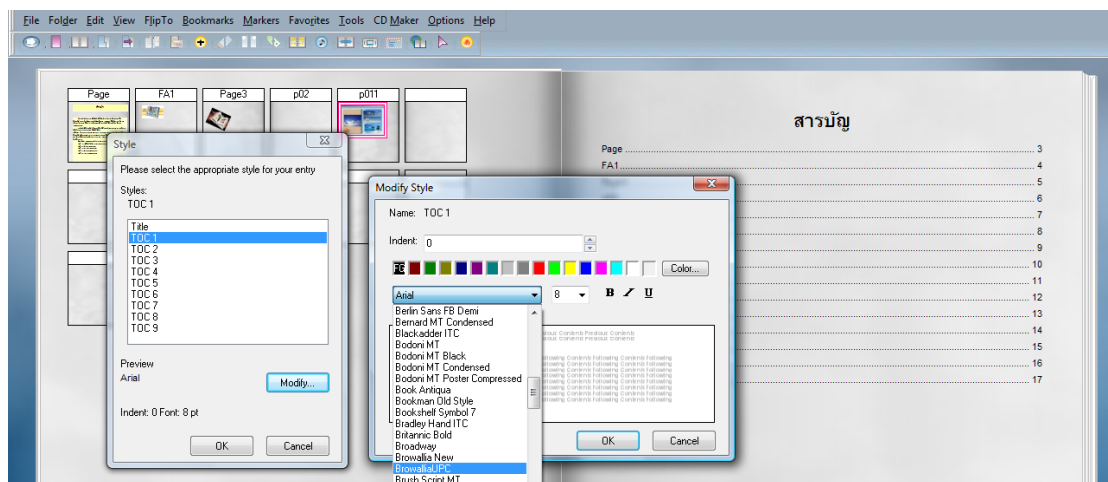 File Folder Edit View FlipTo Bookmarks Markers Favorites Tools CD Maker Options Help
Page FA1 Page3 p02 p011
Style
Please select the appropriate style for your entry
Styles:
TOC 1
Title
TOC 1
TOC 2
TOC 3
TOC 4
TOC 5
TOC 6
TOC 7
TOC 8
TOC 9
Preview
Arial
Modify...
Indent: 0 Font: 8 pt
OK Cancel
Modify Style
Name: TOC 1
Indent: 0
FG Color...
Arial 8 B I U
Berlin Sans FB Demi
Bernard MT Condensed
Blackadder ITC
Bodoni MT
Bodoni MT Black
Bodoni MT Condensed
Bodoni MT Poster Compressed
Book Antiqua
Bookman Old Style
Bookshelf Symbol 7
Bradley Hand ITC
Britannic Bold
Broadway
Browallia New
BrowalliaUPC
Brush Script MT
OK Cancel
สารบัญ
Page 3
FA1 4
5
6
7
8
9
10
11
12
13
14
15
16
17